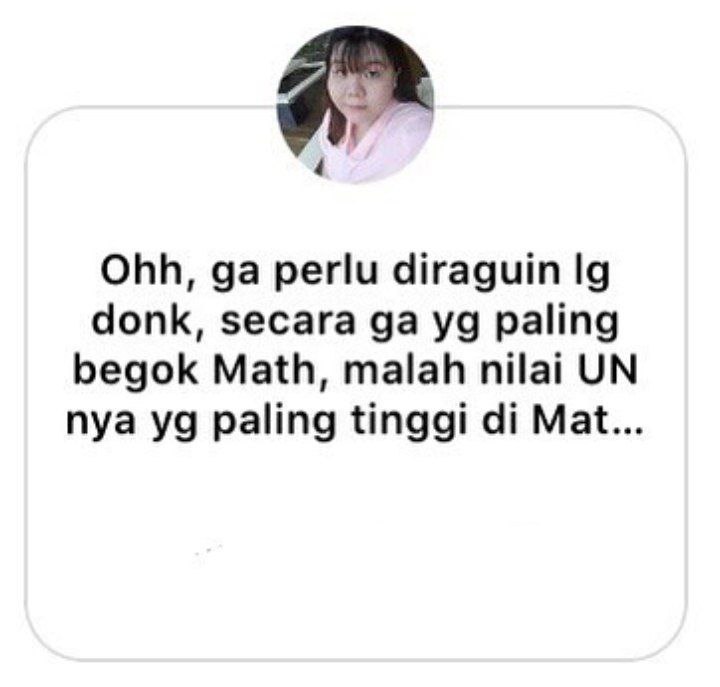 Ohh, ga perlu diraguin lg
donk, secara ga yg paling
begok Math, malah nilai UN
nya yg paling tinggi di Mat...